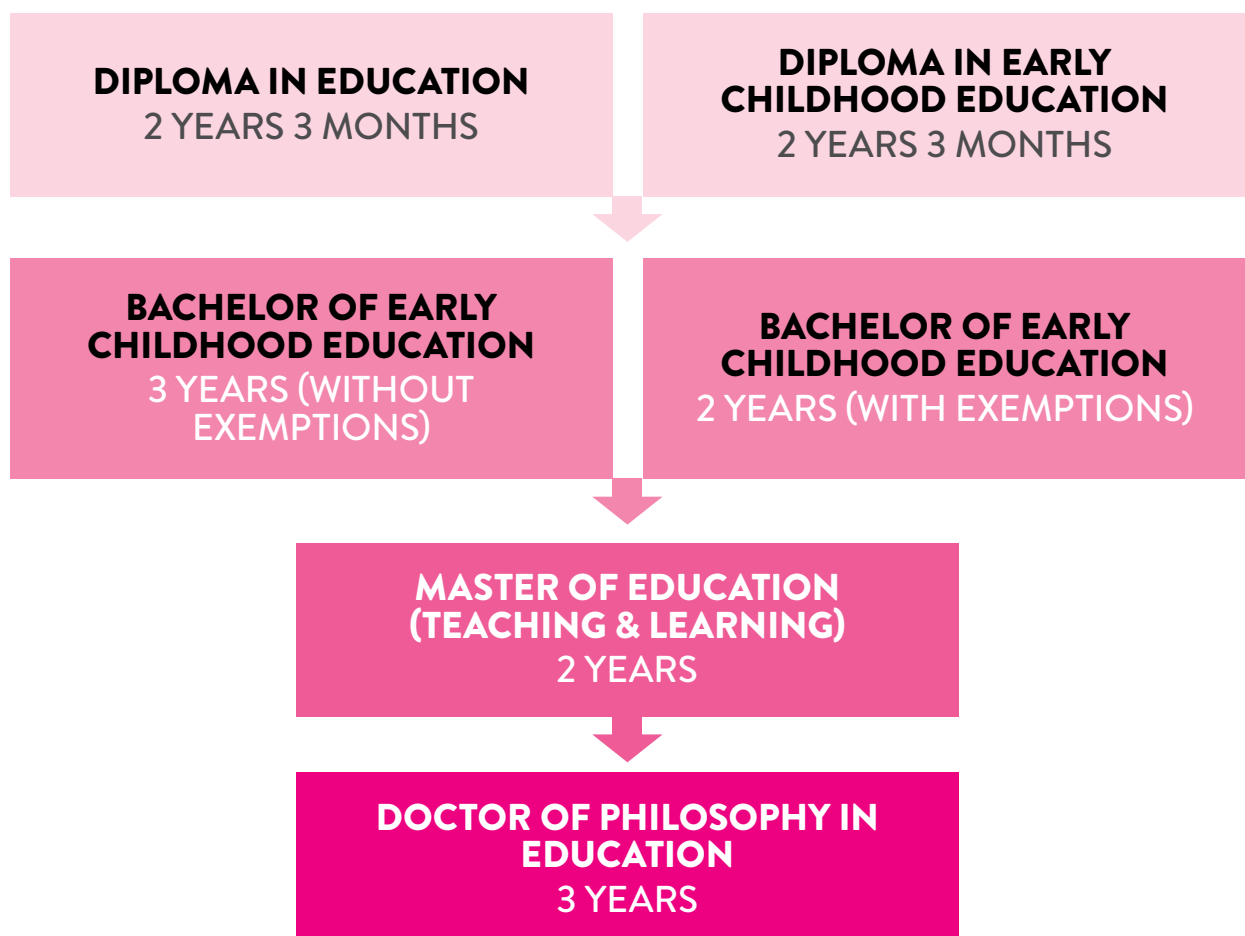 DIPLOMA IN EDUCATION
2 YEARS 3 MONTHS
DIPLOMA IN EARLY
CHILDHOOD EDUCATION
2 YEARS 3 MONTHS
BACHELOR OF EARLY
CHILDHOOD EDUCATION
3 YEARS (WITHOUT
EXEMPTIONS)
BACHELOR OF EARLY
CHILDHOOD EDUCATION
2 YEARS (WITH EXEMPTIONS)
MASTER OF EDUCATION
(TEACHING & LEARNING)
2 YEARS
DOCTOR OF PHILOSOPHY IN
EDUCATION
3 YEARS